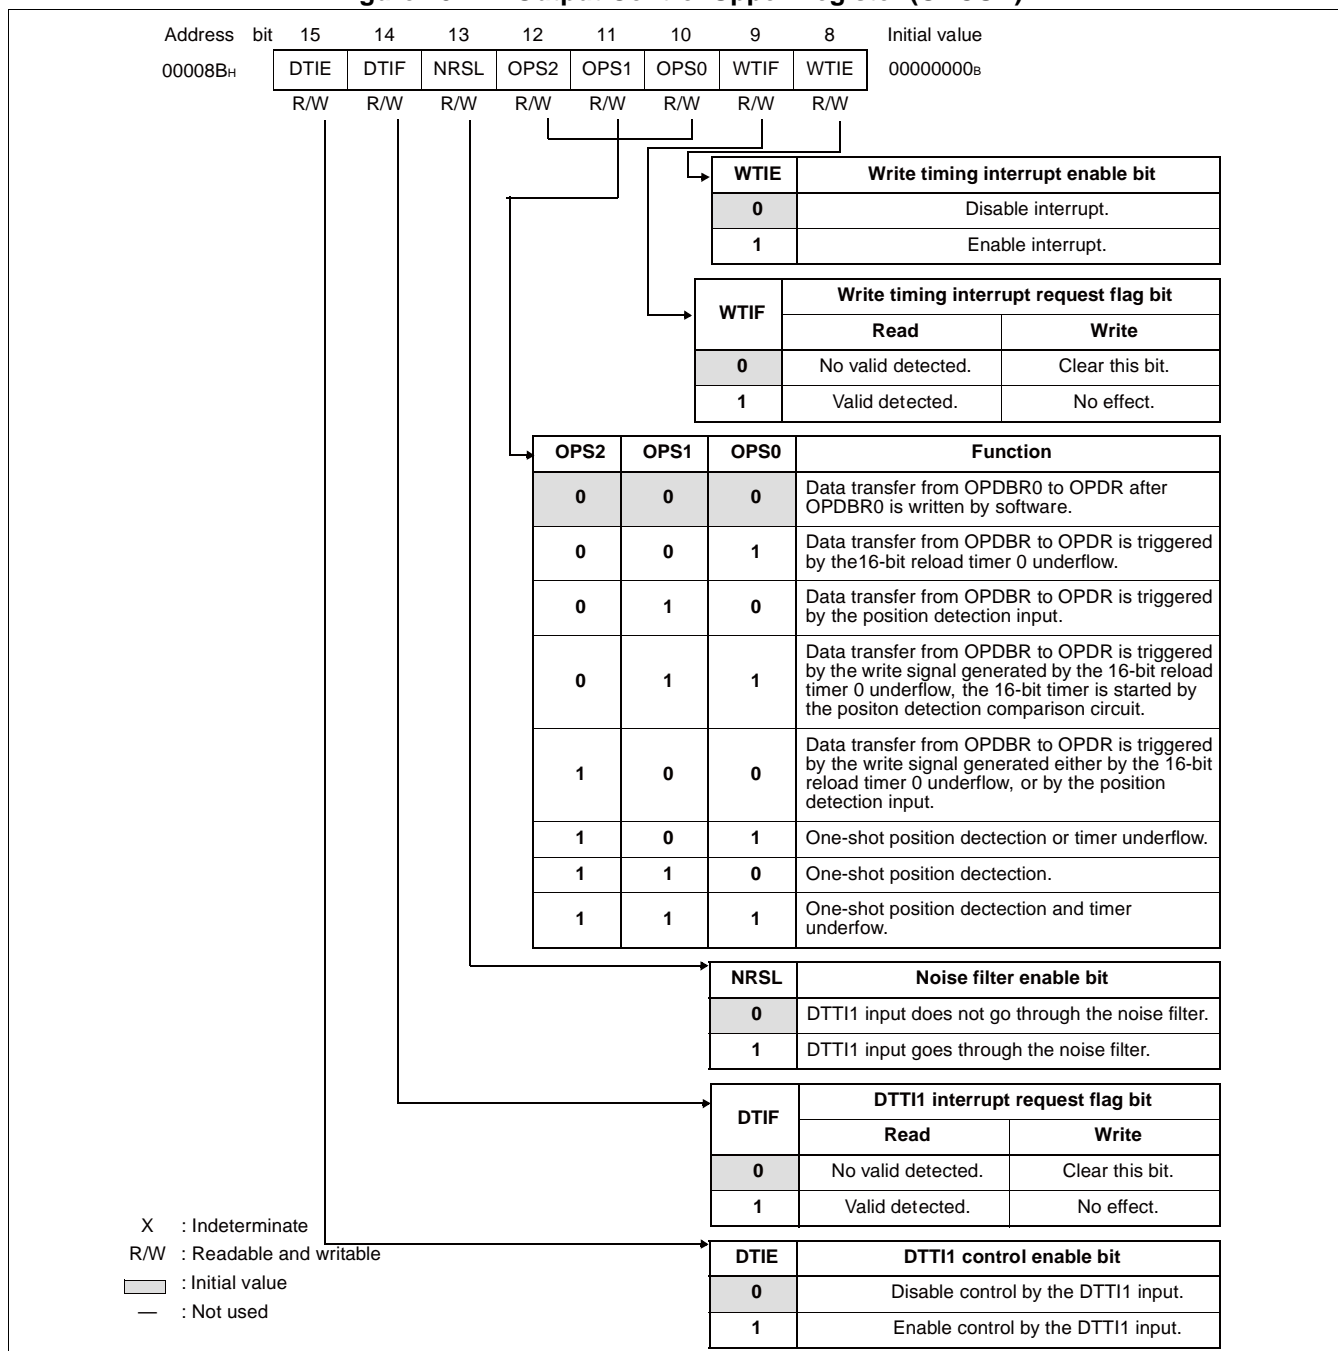 Address bit 15 14 13 12 11 10 9 8 Initial value
00008BH DTIE DTIF NRSL OPS2 OPS1 OPS0 WTIF WTIE 00000000B
R/W R/W R/W R/W R/W R/W R/W R/W
WTIE Write timing interrupt enable bit
0 Disable interrupt.
1 Enable interrupt.
WTIF Write timing interrupt request flag bit
Read Write
0 No valid detected. Clear this bit.
1 Valid detected. No effect.
OPS2 OPS1 OPS0 Function
0 0 0 Data transfer from OPDBR0 to OPDR after
OPDBR0 is written by software.
0 0 1 Data transfer from OPDBR to OPDR is triggered
by the16-bit reload timer 0 underflow.
0 1 0 Data transfer from OPDBR to OPDR is triggered
by the position detection input.
0 1 1 Data transfer from OPDBR to OPDR is triggered
by the write signal generated by the 16-bit reload
timer 0 underflow, the 16-bit timer is started by
the positon detection comparison circuit.
1 0 0 Data transfer from OPDBR to OPDR is triggered
by the write signal generated either by the 16-bit
reload timer 0 underflow, or by the position
detection input.
1 0 1 One-shot position dectection or timer underflow.
1 1 0 One-shot position dectection.
1 1 1 One-shot position dectection and timer
underfow.
NRSL Noise filter enable bit
0 DTTI1 input does not go through the noise filter.
1 DTTI1 input goes through the noise filter.
DTIF DTTI1 interrupt request flag bit
Read Write
0 No valid detected. Clear this bit.
1 Valid detected. No effect.
X : Indeterminate
R/W : Readable and writable
: Initial value
— : Not used
DTIE DTTI1 control enable bit
0 Disable control by the DTTI1 input.
1 Enable control by the DTTI1 input.